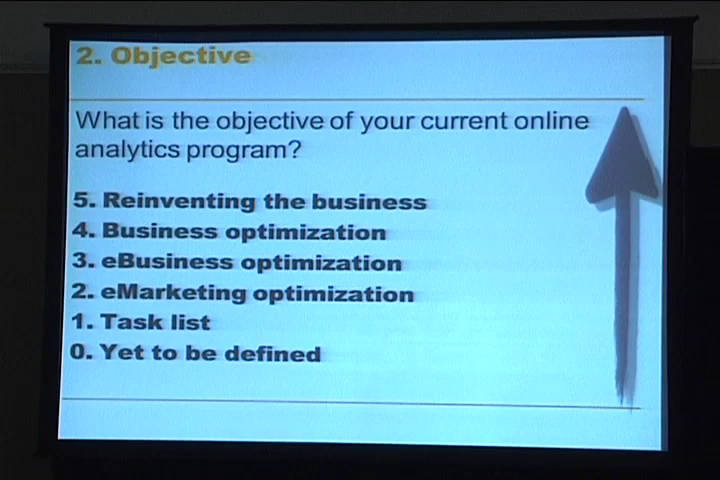 2. Objective
What is the objective of your current online
analytics program?
5. Reinventing the business
4. Business optimization
3. eBusiness optimization
2. eMarketing optimization
1. Task list
0. Yet to be defined